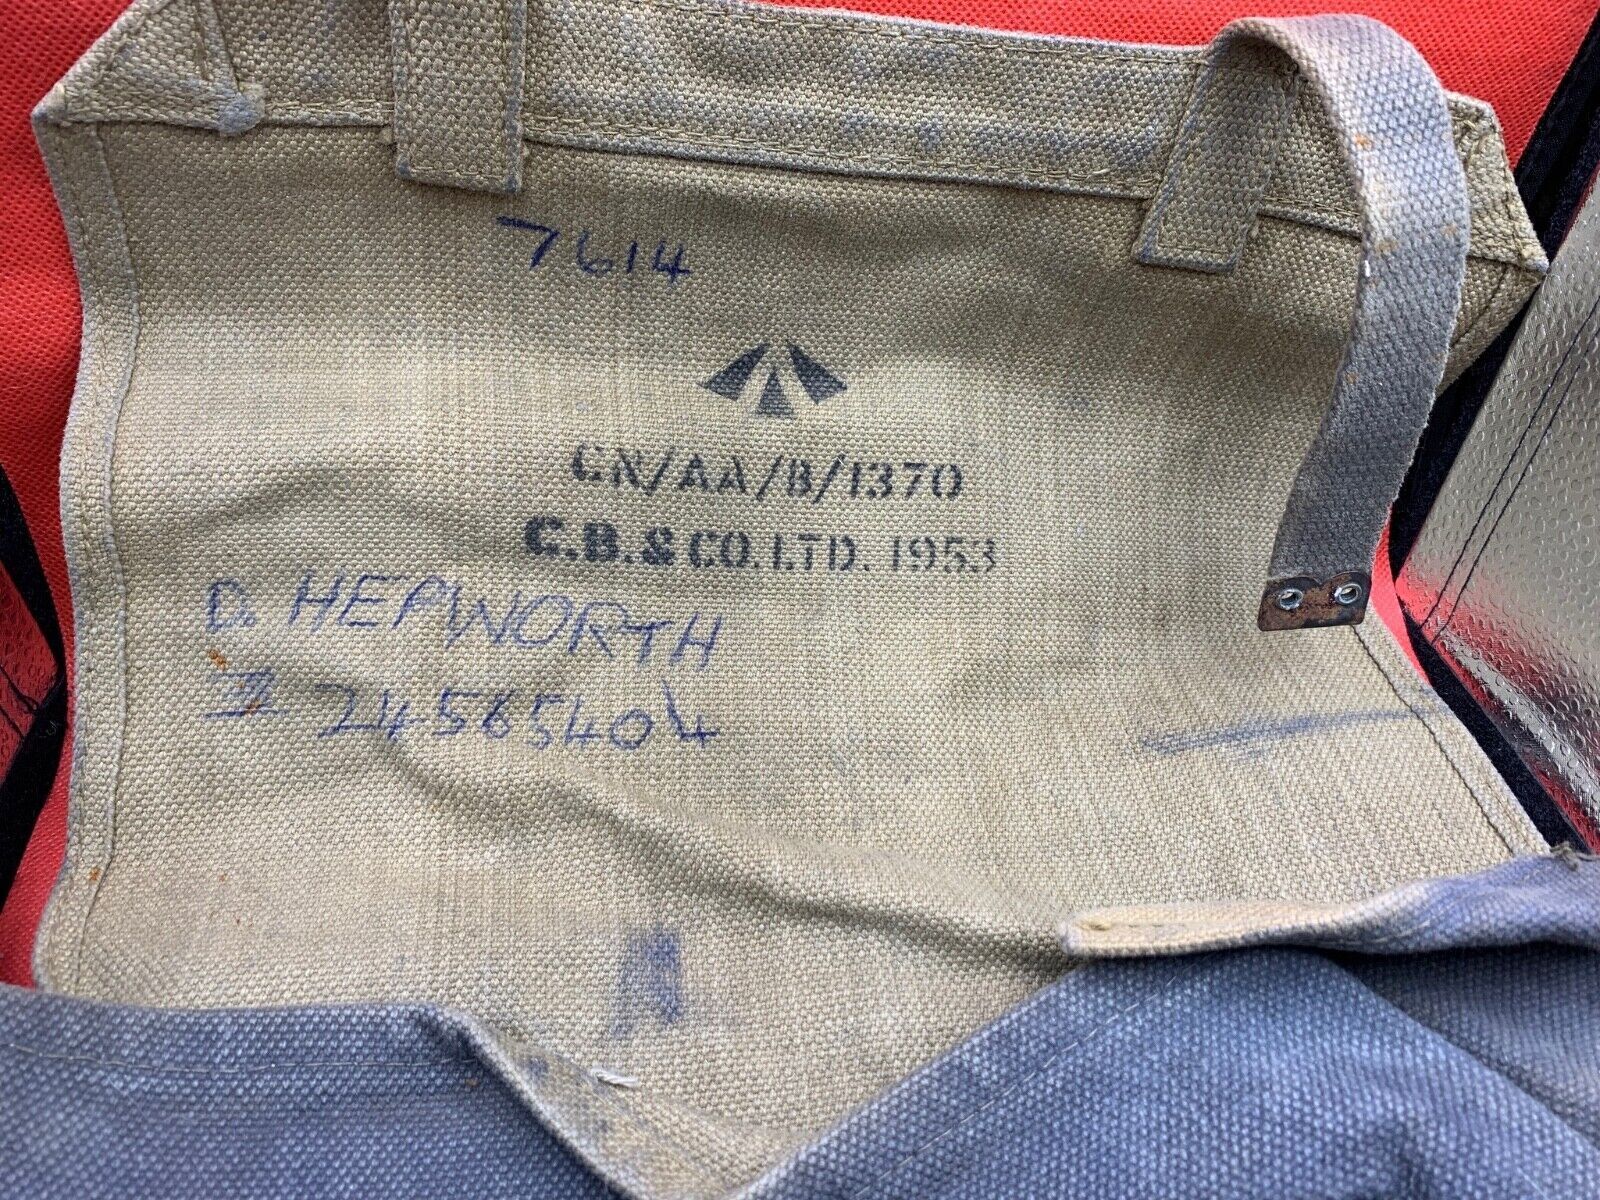 7614
CN/AA/B/1370
C.B.& CO. LTD. 1953
D. HEPWORTH
24565404